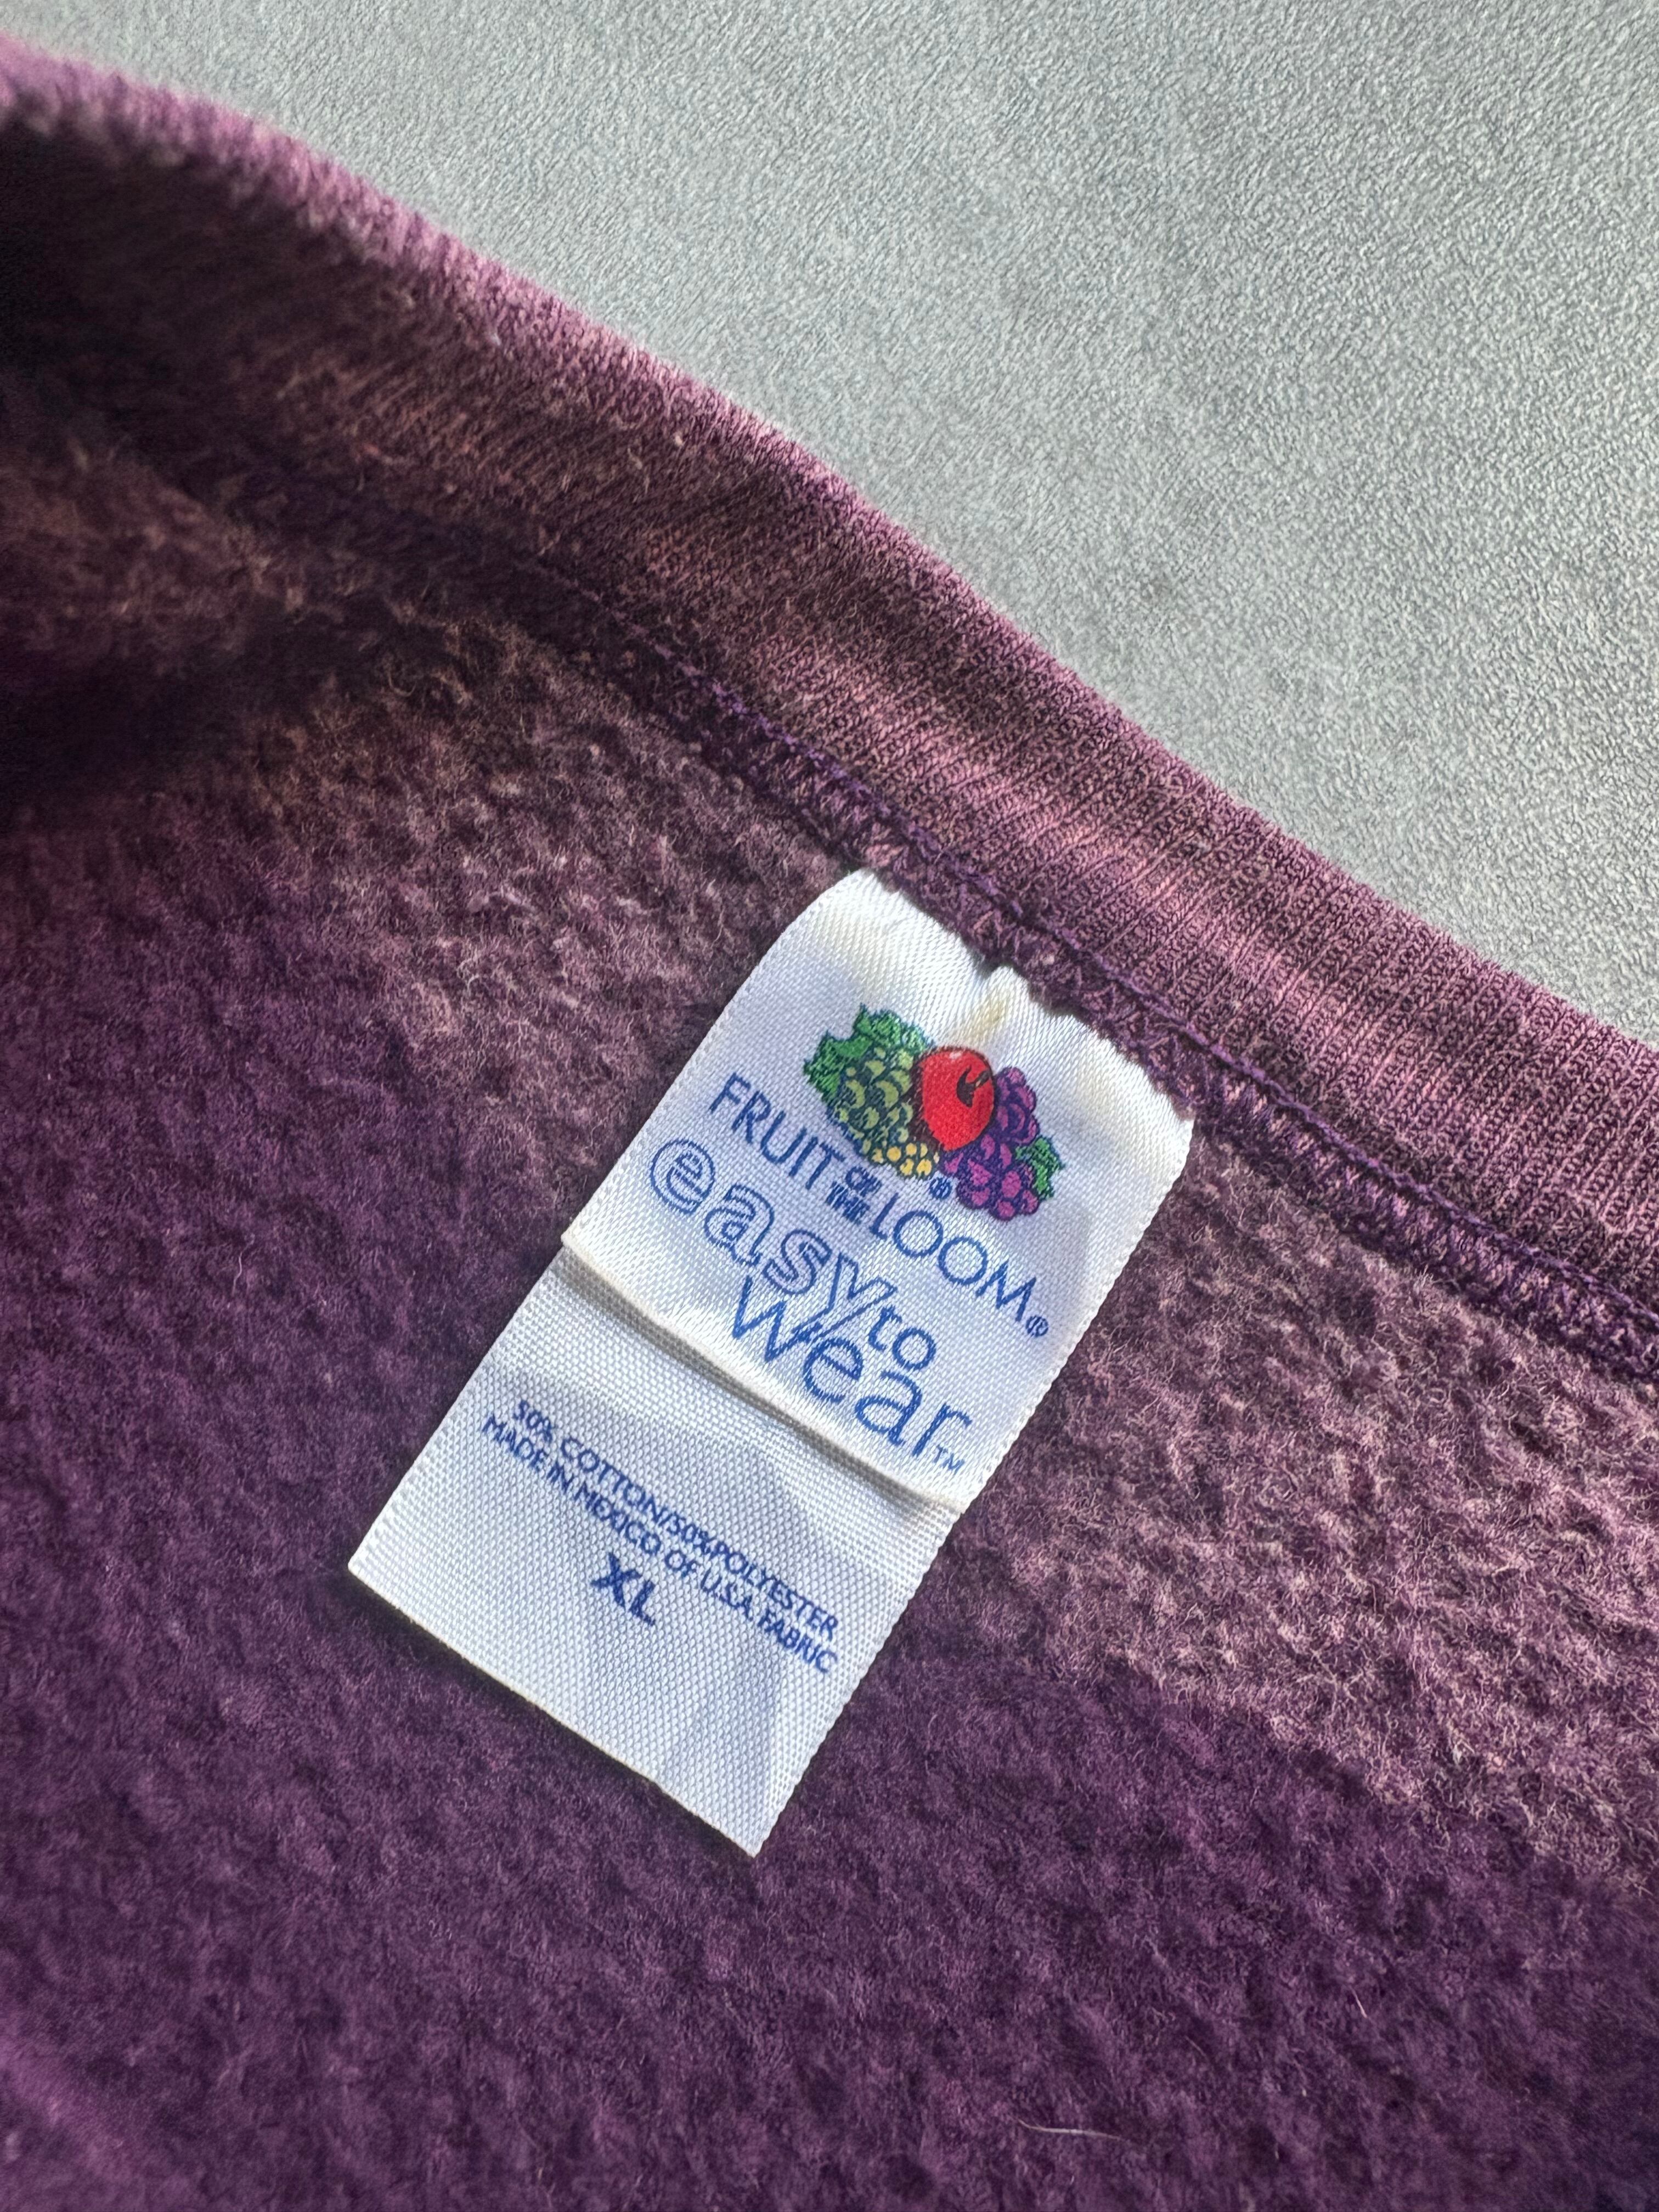 FRUIT OF THE LOOM®
easy to
wear™
50% COTTON/50%POLYESTER
MADE IN MEXICO OF U.S.A. FABRIC
XL